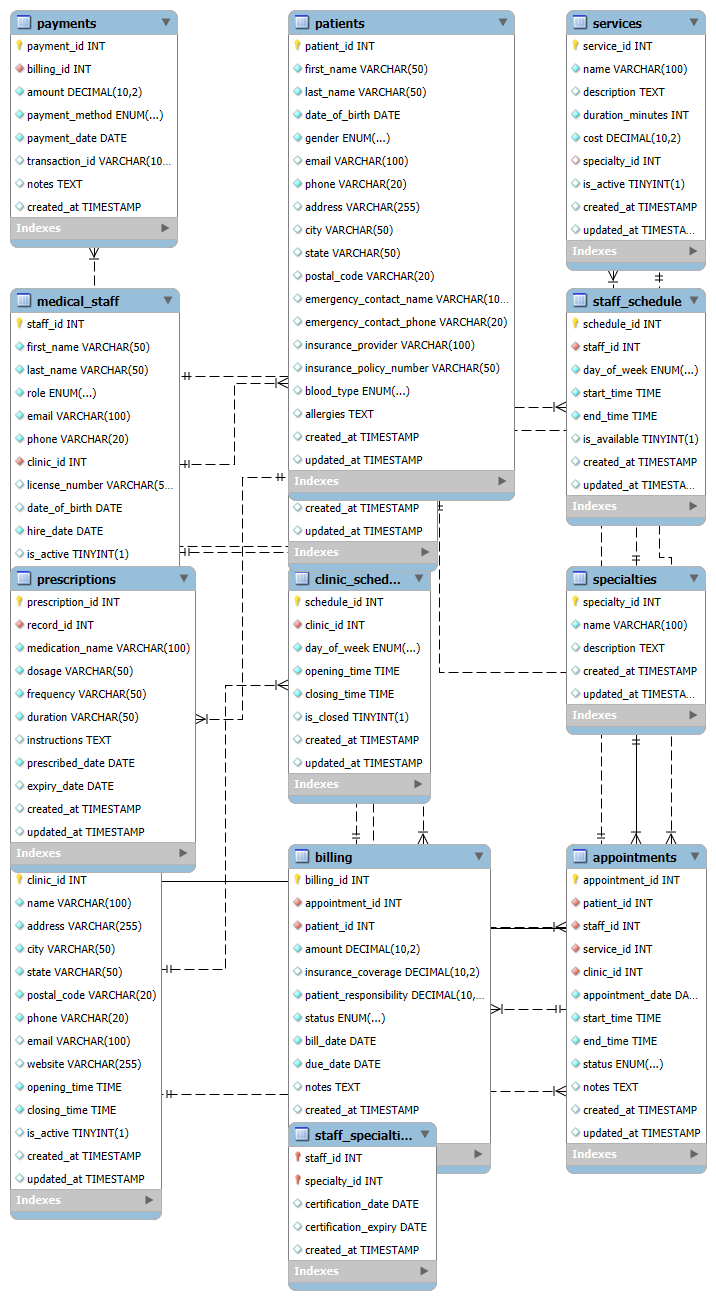 payments
payment_id INT
billing_id INT
amount DECIMAL(10,2)
payment_method ENUM(...)
payment_date DATE
transaction_id VARCHAR(10...
notes TEXT
created_at TIMESTAMP
Indexes
patients
patient_id INT
first_name VARCHAR(50)
last_name VARCHAR(50)
date_of_birth DATE
gender ENUM(...)
email VARCHAR(100)
phone VARCHAR(20)
address VARCHAR(255)
city VARCHAR(50)
state VARCHAR(50)
postal_code VARCHAR(20)
emergency_contact_name VARCHAR(10...
emergency_contact_phone VARCHAR(20)
insurance_provider VARCHAR(100)
insurance_policy_number VARCHAR(50)
blood_type ENUM(...)
allergies TEXT
created_at TIMESTAMP
updated_at TIMESTAMP
Indexes
services
service_id INT
name VARCHAR(100)
description TEXT
duration_minutes INT
cost DECIMAL(10,2)
specialty_id INT
is_active TINYINT(1)
created_at TIMESTAMP
updated_at TIMESTA...
Indexes
medical_staff
staff_id INT
first_name VARCHAR(50)
last_name VARCHAR(50)
role ENUM(...)
email VARCHAR(100)
phone VARCHAR(20)
clinic_id INT
license_number VARCHAR(5...
date_of_birth DATE
hire_date DATE
is_active TINYINT(1)
created_at TIMESTAMP
updated_at TIMESTAMP
Indexes
staff_schedule
schedule_id INT
staff_id INT
day_of_week ENUM(...)
start_time TIME
end_time TIME
is_available TINYINT(1)
created_at TIMESTAMP
updated_at TIMESTA...
Indexes
prescriptions
prescription_id INT
record_id INT
medication_name VARCHAR(100)
dosage VARCHAR(50)
frequency VARCHAR(50)
duration VARCHAR(50)
instructions TEXT
prescribed_date DATE
expiry_date DATE
created_at TIMESTAMP
updated_at TIMESTAMP
Indexes
clinic_sched...
schedule_id INT
clinic_id INT
day_of_week ENUM(...)
opening_time TIME
closing_time TIME
is_closed TINYINT(1)
created_at TIMESTAMP
updated_at TIMESTAMP
Indexes
specialties
specialty_id INT
name VARCHAR(100)
description TEXT
created_at TIMESTAMP
updated_at TIMESTA...
Indexes
clinic_id INT
name VARCHAR(100)
address VARCHAR(255)
city VARCHAR(50)
state VARCHAR(50)
postal_code VARCHAR(20)
phone VARCHAR(20)
email VARCHAR(100)
website VARCHAR(255)
opening_time TIME
closing_time TIME
is_active TINYINT(1)
created_at TIMESTAMP
updated_at TIMESTAMP
Indexes
billing
billing_id INT
appointment_id INT
patient_id INT
amount DECIMAL(10,2)
insurance_coverage DECIMAL(10,2)
patient_responsibility DECIMAL(10,...
status ENUM(...)
bill_date DATE
due_date DATE
notes TEXT
created_at TIMESTAMP
appointments
appointment_id INT
patient_id INT
staff_id INT
service_id INT
clinic_id INT
appointment_date DA...
start_time TIME
end_time TIME
status ENUM(...)
notes TEXT
created_at TIMESTAMP
updated_at TIMESTAMP
Indexes
staff_specialti...
staff_id INT
specialty_id INT
certification_date DATE
certification_expiry DATE
created_at TIMESTAMP
Indexes